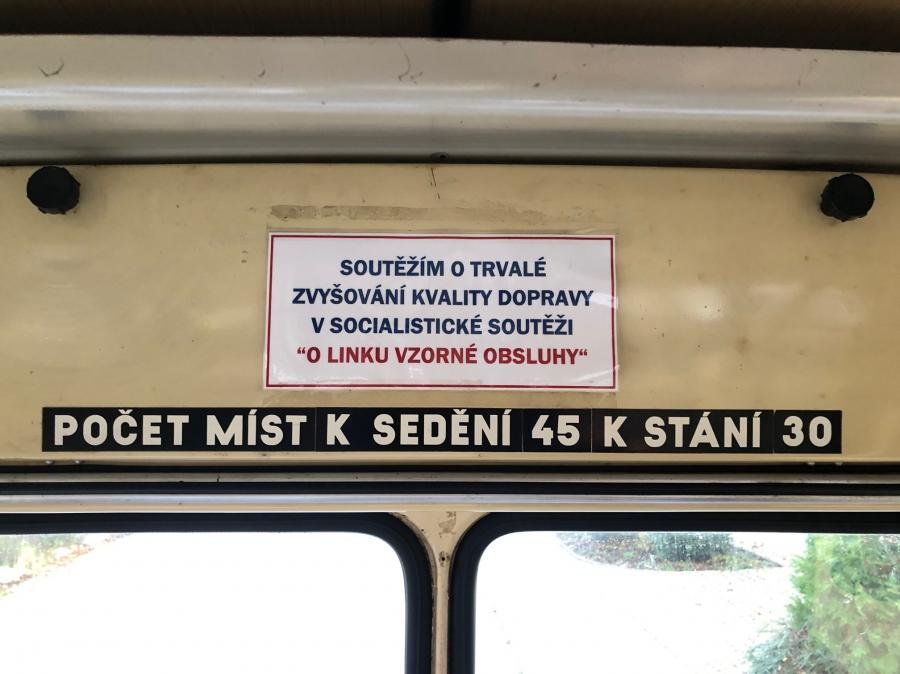 SOUTĚŽÍM O TRVALÉ
ZVYŠOVÁNÍ KVALITY DOPRAVY
V SOCIALISTICKÉ SOUTĚŽI
“O LINKU VZORNÉ OBSLUHY“
POČET MÍST K SEDĚNÍ 45 K STÁNÍ 30